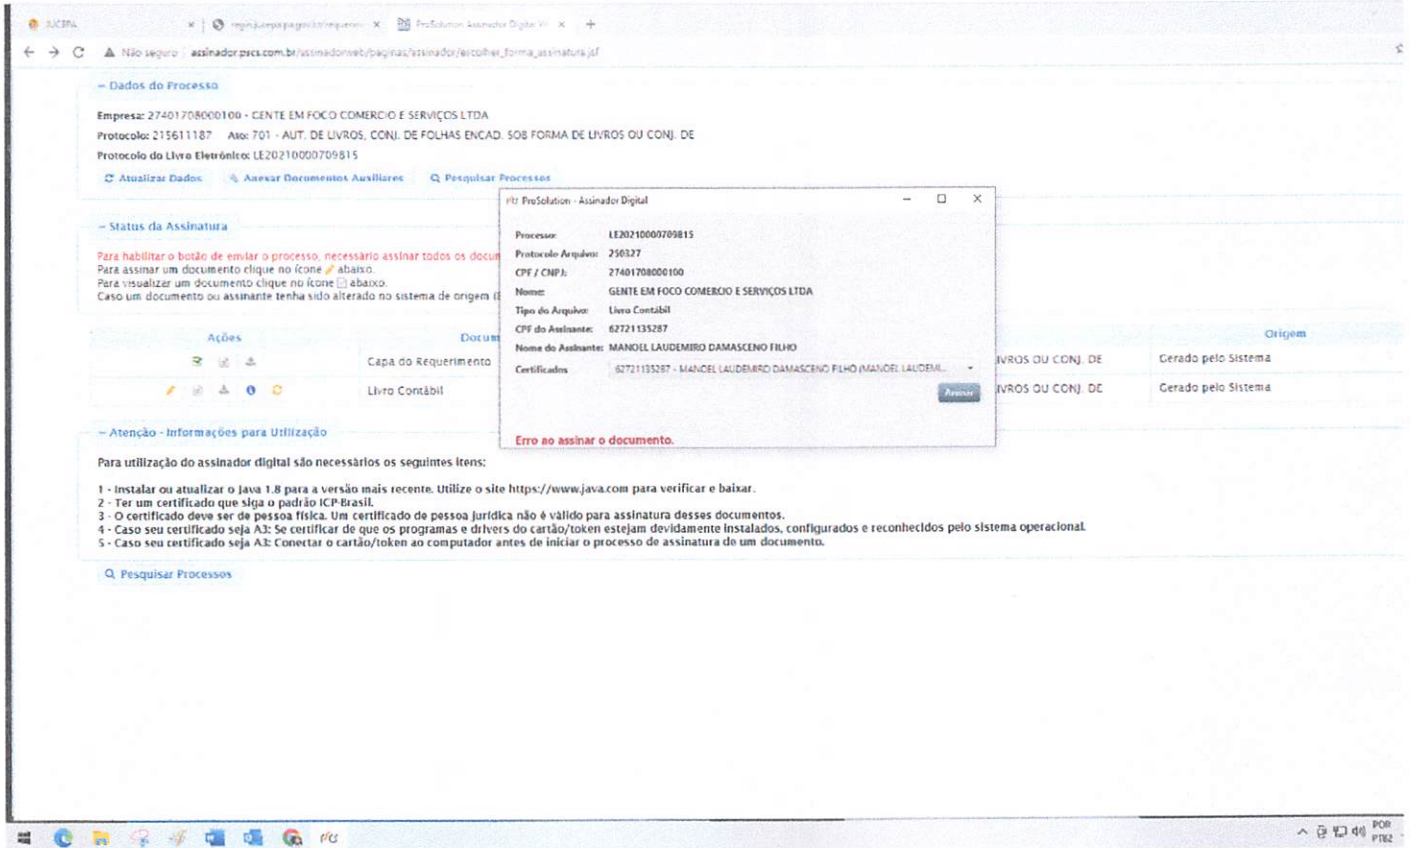 JUCEPA
ProSolution Assinador Digital
Não seguro assinador.pscs.com.br/assinadorweb/paginas/assinador/escolher_forma_assinatura.jsf
– Dados do Processo
Empresa: 27401708000100 - GENTE EM FOCO COMERCIO E SERVIÇOS LTDA
Protocolo: 215611187 Ato: 701 - AUT. DE LIVROS, CONJ. DE FOLHAS ENCAD. SOB FORMA DE LIVROS OU CONJ. DE
Protocolo do Livro Eletrônico: LE20210000709815
Atualizar Dados Anexar Documentos Auxiliares Pesquisar Processos
– Status da Assinatura
Para habilitar o botão de enviar o processo, necessário assinar todos os docum
Para assinar um documento clique no ícone abaixo.
Para visualizar um documento clique no ícone abaixo.
Caso um documento ou assinante tenha sido alterado no sistema de origem
Ações Docum Origem
Capa do Requerimento IVROS OU CONJ. DE Gerado pelo Sistema
Livro Contábil IVROS OU CONJ. DE Gerado pelo Sistema
ProSolution - Assinador Digital
Processo: LE20210000709815
Protocolo Arquivo: 250327
CPF / CNPJ: 27401708000100
Nome: GENTE EM FOCO COMERCIO E SERVIÇOS LTDA
Tipo do Arquivo: Livro Contábil
CPF do Assinante: 62721135287
Nome do Assinante: MANOEL LAUDEMIRO DAMASCENO FILHO
Certificados 62721135287 - MANOEL LAUDEMIRO DAMASCENO FILHO (MANOEL LAUDEMI...
Assinar
Erro ao assinar o documento.
– Atenção - Informações para Utilização
Para utilização do assinador digital são necessários os seguintes itens:
1 - Instalar ou atualizar o Java 1.8 para a versão mais recente. Utilize o site https://www.java.com para verificar e baixar.
2 - Ter um certificado que siga o padrão ICP-Brasil.
3 - O certificado deve ser de pessoa física. Um certificado de pessoa jurídica não é válido para assinatura desses documentos.
4 - Caso seu certificado seja A3: Se certificar de que os programas e drivers do cartão/token estejam devidamente instalados, configurados e reconhecidos pelo sistema operacional.
5 - Caso seu certificado seja A3: Conectar o cartão/token ao computador antes de iniciar o processo de assinatura de um documento.
Pesquisar Processos
POR
PTB2